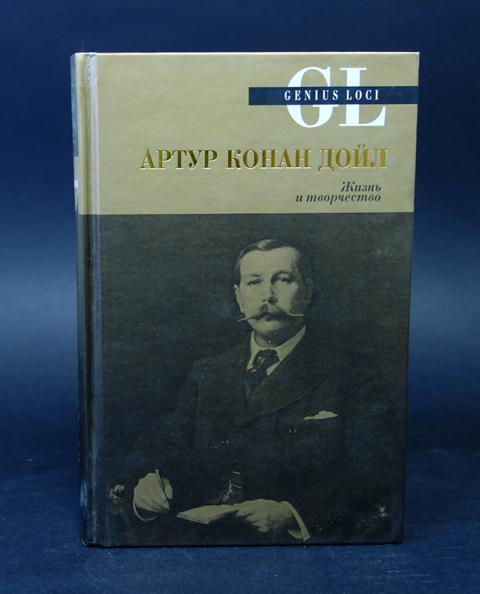 GL
GENIUS LOCI
АРТУР КОНАН ДОЙЛ
Жизнь
и творчество